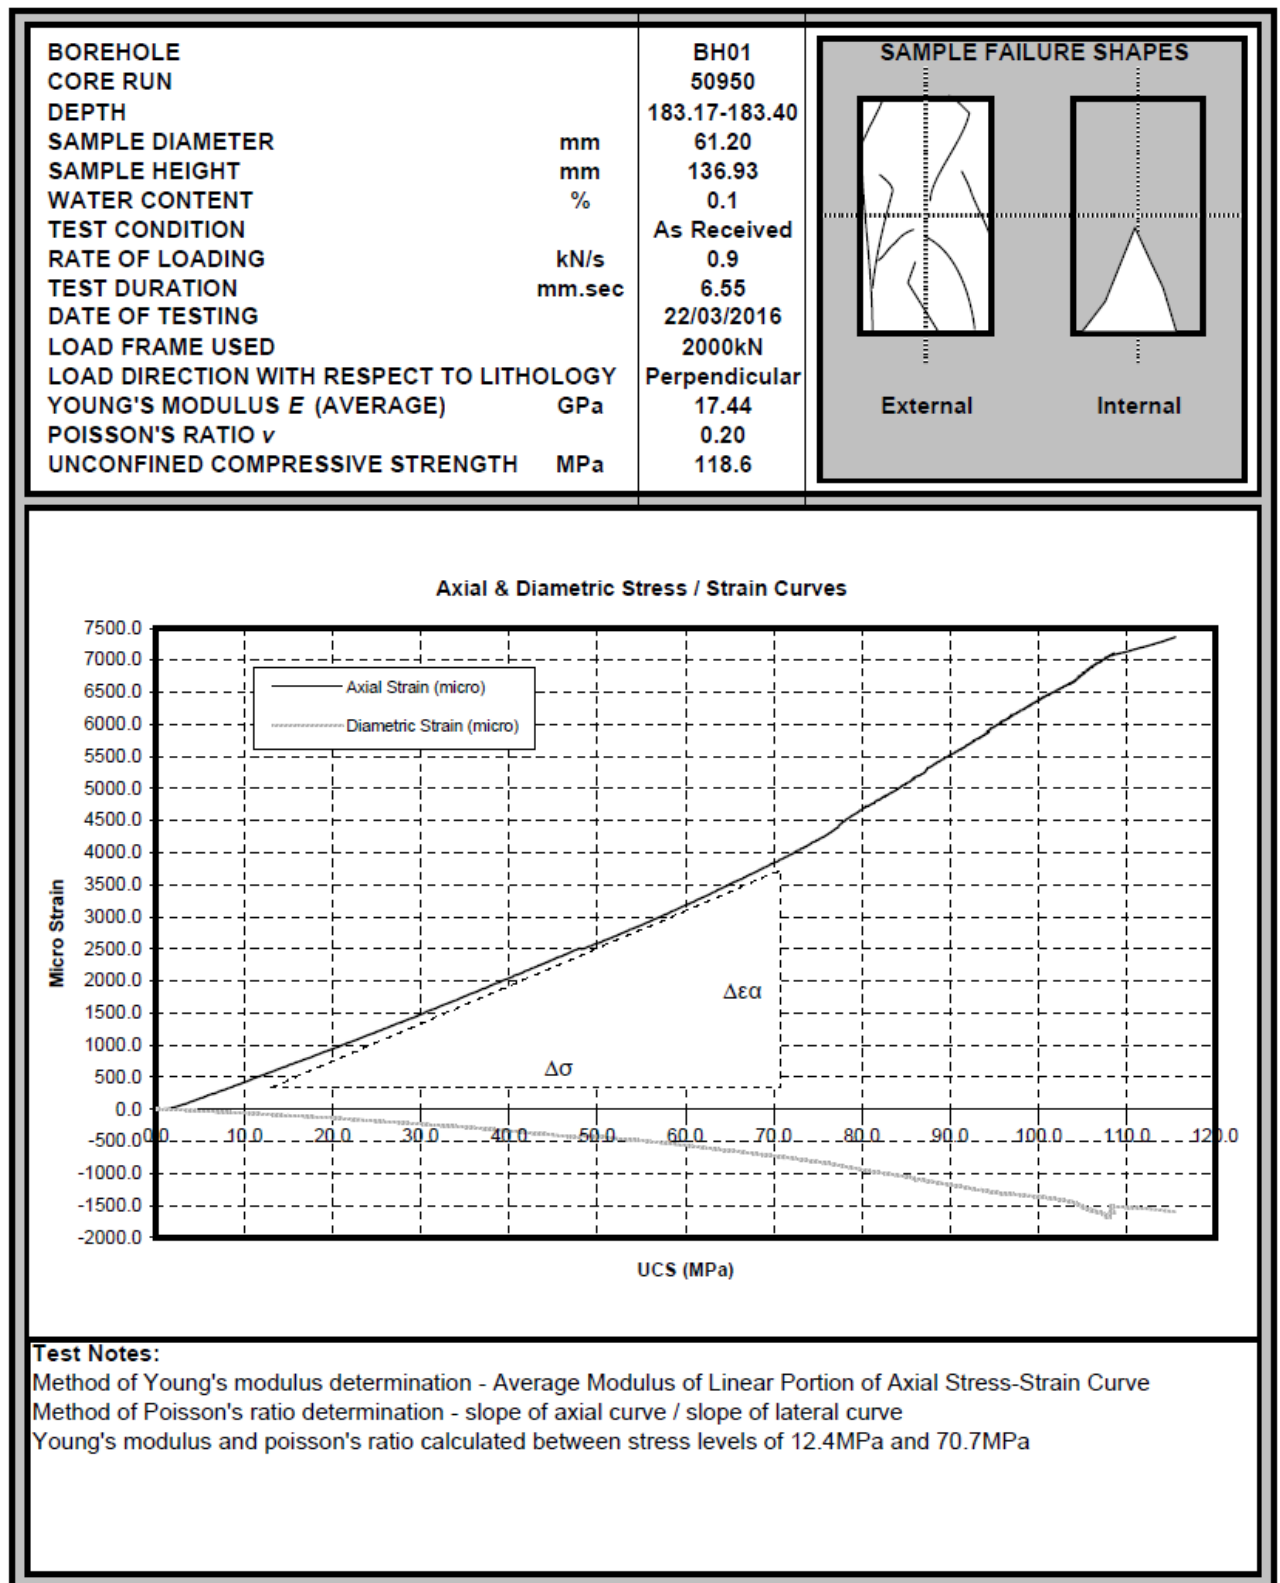 BOREHOLE BH01
CORE RUN 50950
DEPTH 183.17-183.40
SAMPLE DIAMETER mm 61.20
SAMPLE HEIGHT mm 136.93
WATER CONTENT % 0.1
TEST CONDITION As Received
RATE OF LOADING kN/s 0.9
TEST DURATION mm.sec 6.55
DATE OF TESTING 22/03/2016
LOAD FRAME USED 2000kN
LOAD DIRECTION WITH RESPECT TO LITHOLOGY Perpendicular
YOUNG'S MODULUS E (AVERAGE) GPa 17.44
POISSON'S RATIO v 0.20
UNCONFINED COMPRESSIVE STRENGTH MPa 118.6
SAMPLE FAILURE SHAPES
External Internal
Axial & Diametric Stress / Strain Curves
7500.0
7000.0
6500.0
6000.0
5500.0
5000.0
4500.0
4000.0
3500.0
3000.0
2500.0
2000.0
1500.0
1000.0
500.0
0.0
-500.0
-1000.0
-1500.0
-2000.0
Micro Strain
Axial Strain (micro)
Diametric Strain (micro)
Δεα
Δσ
0.0 10.0 20.0 30.0 40.0 50.0 60.0 70.0 80.0 90.0 100.0 110.0 120.0
UCS (MPa)
Test Notes:
Method of Young's modulus determination - Average Modulus of Linear Portion of Axial Stress-Strain Curve
Method of Poisson's ratio determination - slope of axial curve / slope of lateral curve
Young's modulus and poisson's ratio calculated between stress levels of 12.4MPa and 70.7MPa